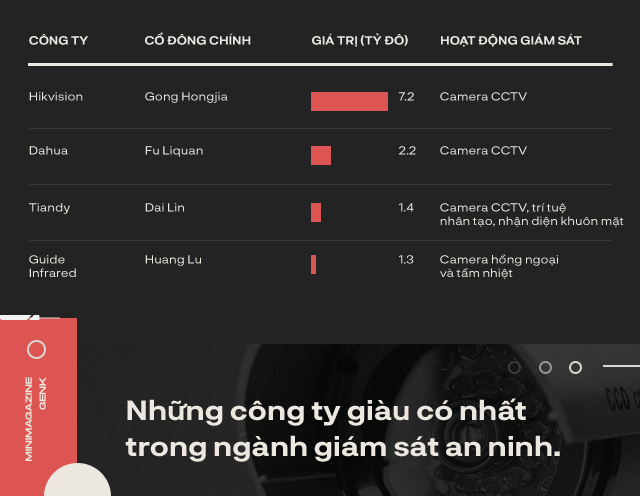 CÔNG TY CỔ ĐÔNG CHÍNH GIÁ TRỊ (TỶ ĐÔ) HOẠT ĐỘNG GIÁM SÁT
Hikvision Gong Hongjia 7.2 Camera CCTV
Dahua Fu Liquan 2.2 Camera CCTV
Tiandy Dai Lin 1.4 Camera CCTV, trí tuệ
nhân tạo, nhận diện khuôn mặt
Guide Huang Lu 1.3 Camera hồng ngoại
Infrared và tầm nhiệt
MINIMAGAZINE
GENK
CCD
Những công ty giàu có nhất
trong ngành giám sát an ninh.